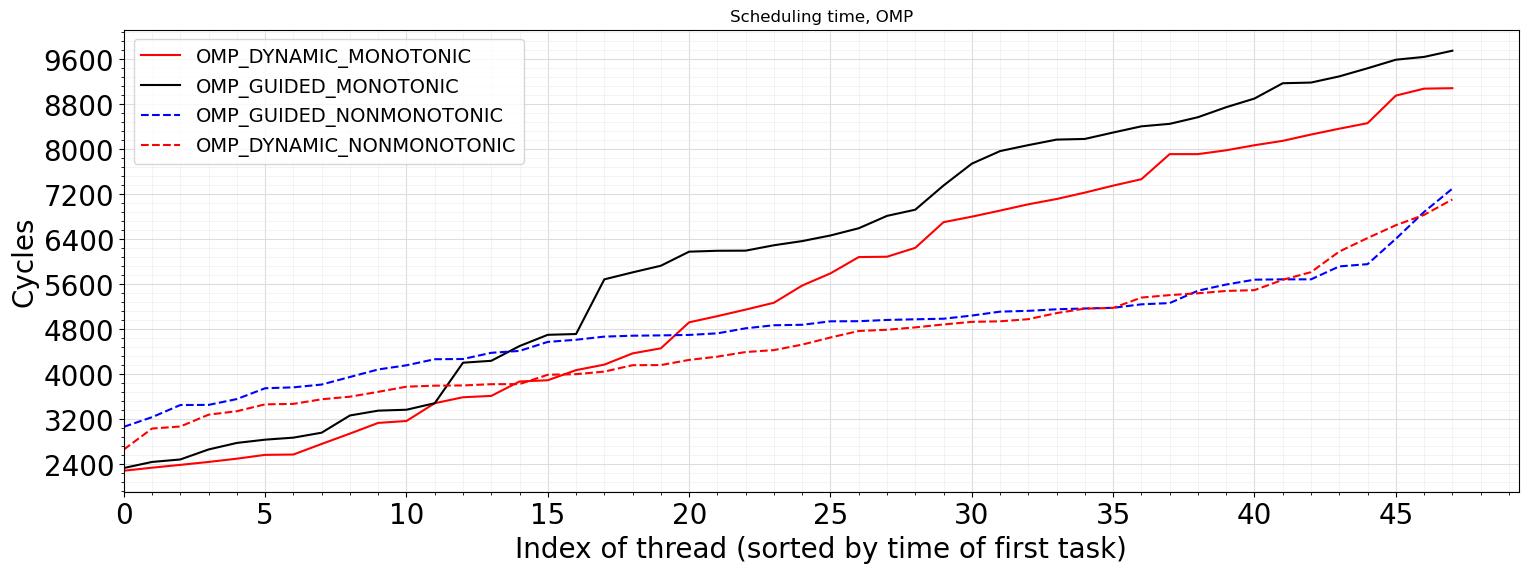 Scheduling time, OMP
OMP_DYNAMIC_MONOTONIC
OMP_GUIDED_MONOTONIC
OMP_GUIDED_NONMONOTONIC
OMP_DYNAMIC_NONMONOTONIC
Cycles
9600
8800
8000
7200
6400
5600
4800
4000
3200
2400
0 5 10 15 20 25 30 35 40 45
Index of thread (sorted by time of first task)